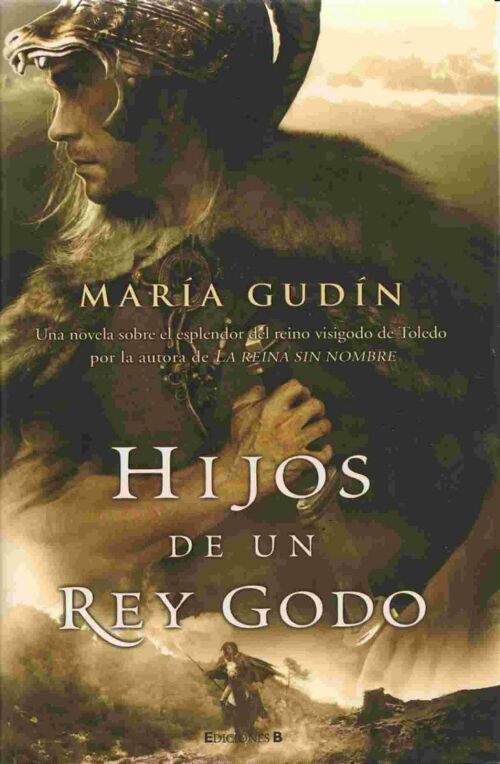 MARÍA GUDÍN
Una novela sobre el esplendor del reino visigodo de Toledo
por la autora de LA REINA SIN NOMBRE
HIJOS
DE UN
REY GODO
EDICIONES B